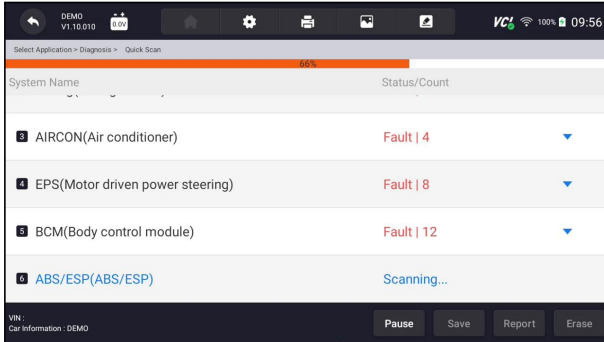 DEMO
V1.10.010
0.0V
VCI
100%
09:56
Select Application > Diagnosis > Quick Scan
66%
System Name Status/Count
3 AIRCON(Air conditioner) Fault | 4
4 EPS(Motor driven power steering) Fault | 8
5 BCM(Body control module) Fault | 12
6 ABS/ESP(ABS/ESP) Scanning...
VIN :
Car Information : DEMO
Pause Save Report Erase